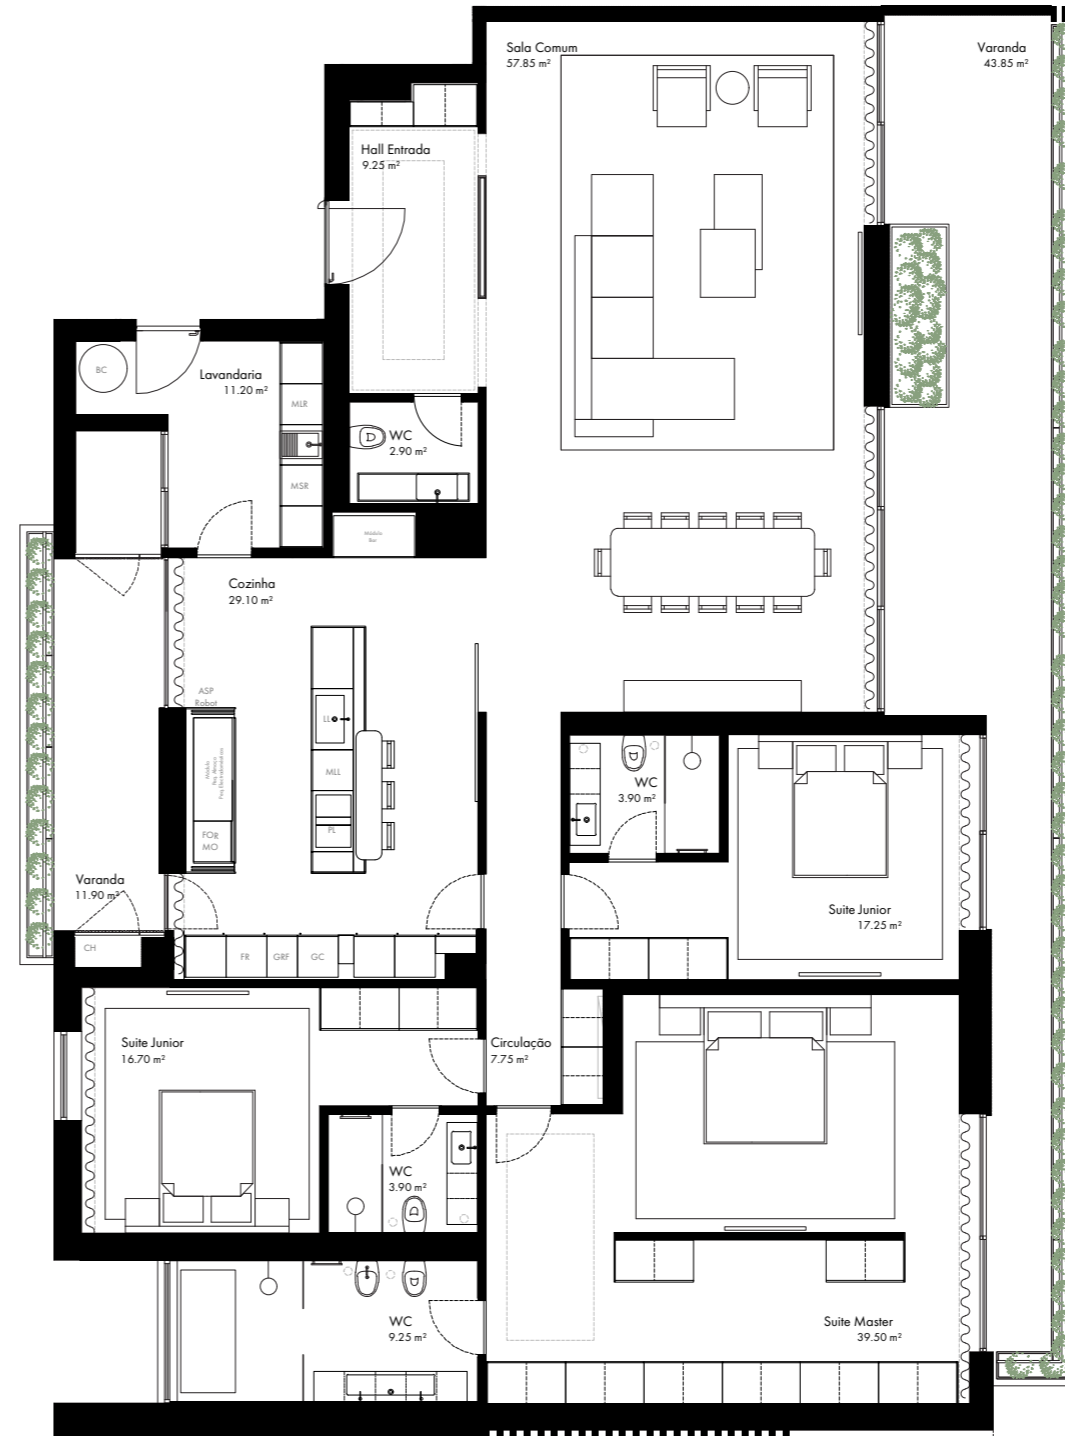 Sala Comum
57.85 m²
Varanda
43.85 m²
Hall Entrada
9.25 m²
BC
Lavandaria
11.20 m²
MLR
MSR
WC
2.90 m²
Módulo
Bar
Cozinha
29.10 m²
ASP
Robot
LL
MLL
PL
FOR
MO
WC
3.90 m²
Varanda
11.90 m²
Suite Junior
17.25 m²
CH
FR
GRF
GC
Suite Junior
16.70 m²
Circulação
7.75 m²
WC
3.90 m²
WC
9.25 m²
Suite Master
39.50 m²